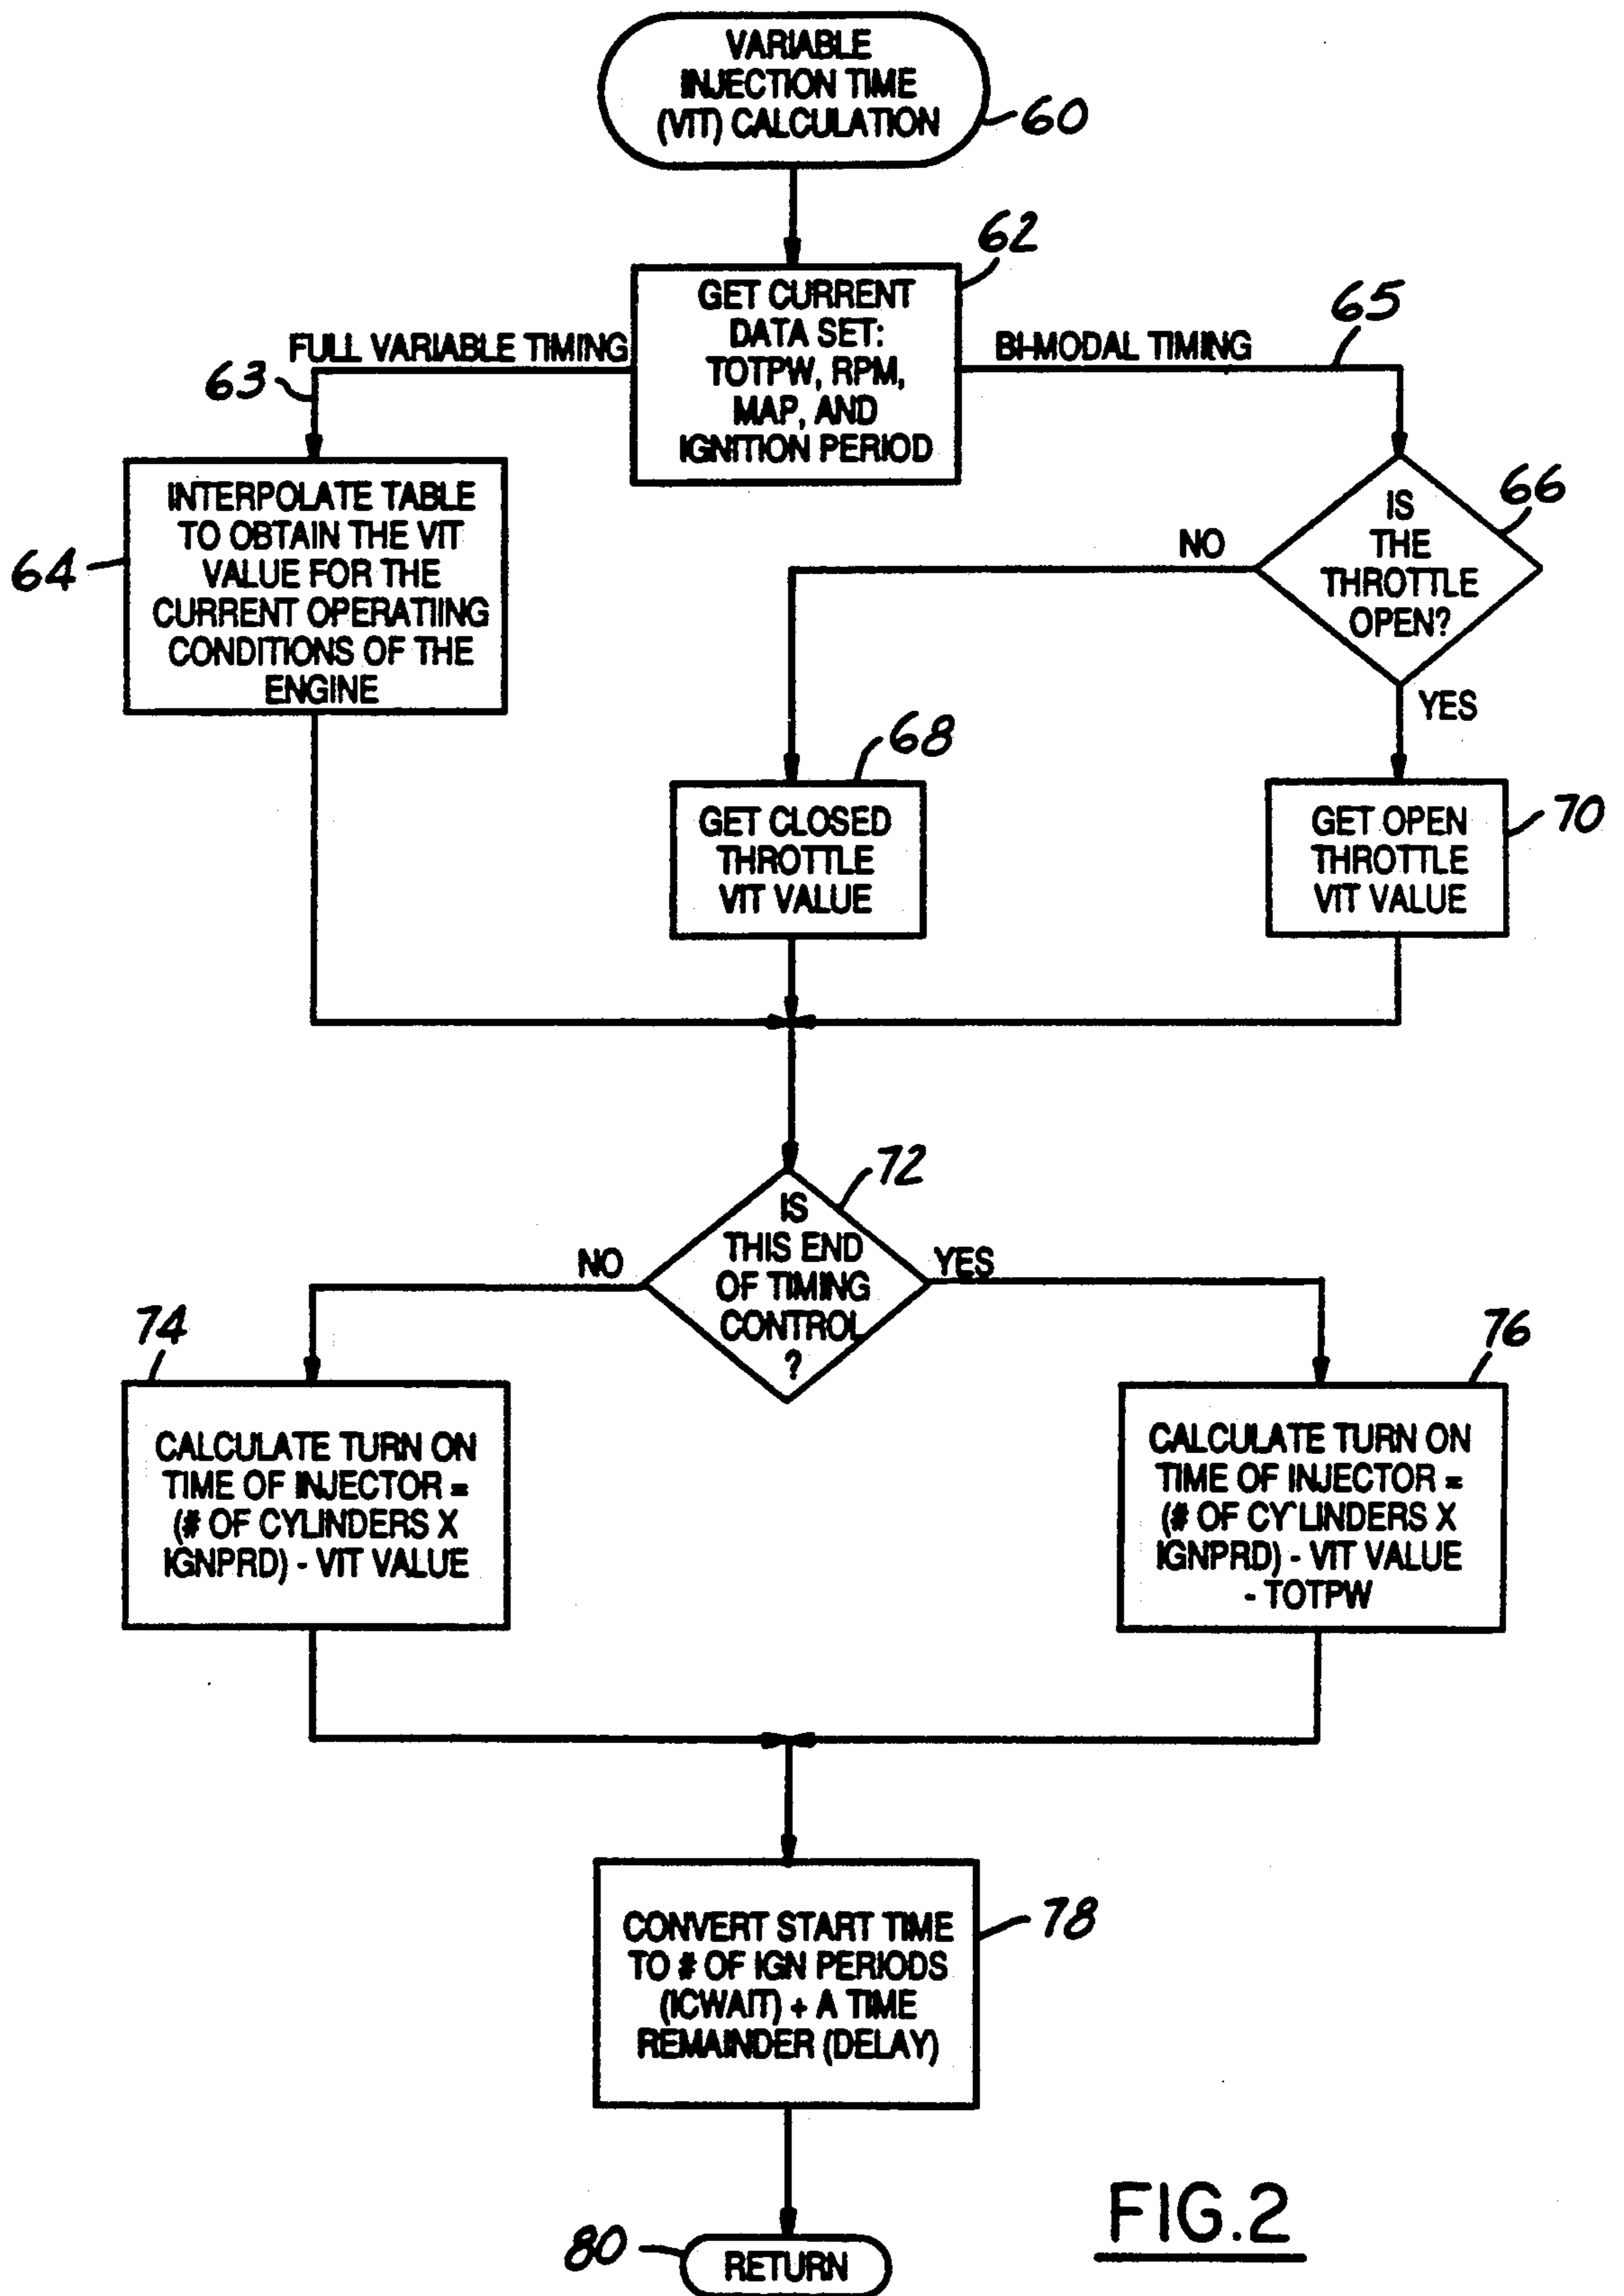 VARIABLE
INJECTION TIME
(VIT) CALCULATION
60
62
GET CURRENT
DATA SET:
TOTPW, RPM,
MAP, AND
IGNITION PERIOD
FULL VARIABLE TIMING
63
BI-MODAL TIMING
65
INTERPOLATE TABLE
TO OBTAIN THE VIT
VALUE FOR THE
CURRENT OPERATIING
CONDITIONS OF THE
ENGINE
64
IS
THE
THROTTLE
OPEN?
66
NO
YES
68
GET CLOSED
THROTTLE
VIT VALUE
GET OPEN
THROTTLE
VIT VALUE
70
72
IS
THIS END
OF TIMING
CONTROL
?
NO
YES
74
CALCULATE TURN ON
TIME OF INJECTOR =
(# OF CYLINDERS X
IGNPRD) - VIT VALUE
76
CALCULATE TURN ON
TIME OF INJECTOR =
(# OF CYLINDERS X
IGNPRD) - VIT VALUE
- TOTPW
78
CONVERT START TIME
TO # OF IGN PERIODS
(ICWAIT) + A TIME
REMAINDER (DELAY)
80
RETURN
FIG.2